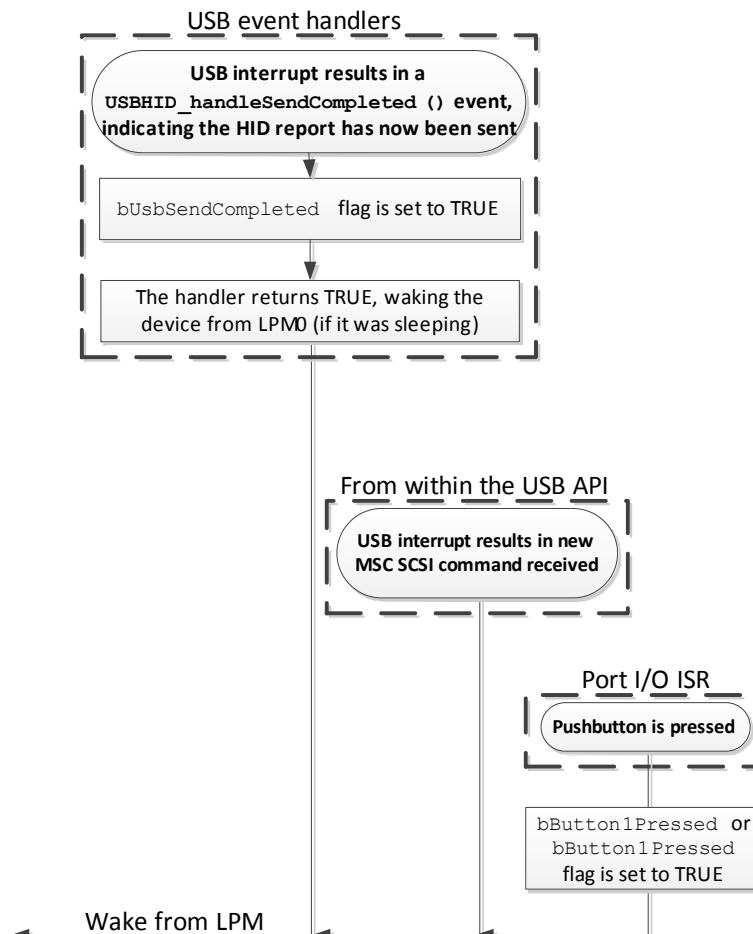 USB event handlers
USB interrupt results in a
USBHID_handleSendCompleted () event,
indicating the HID report has now been sent
bUsbSendCompleted flag is set to TRUE
The handler returns TRUE, waking the
device from LPM0 (if it was sleeping)
From within the USB API
USB interrupt results in new
MSC SCSI command received
Port I/O ISR
Pushbutton is pressed
bButton1Pressed or
bButton1Pressed
flag is set to TRUE
Wake from LPM